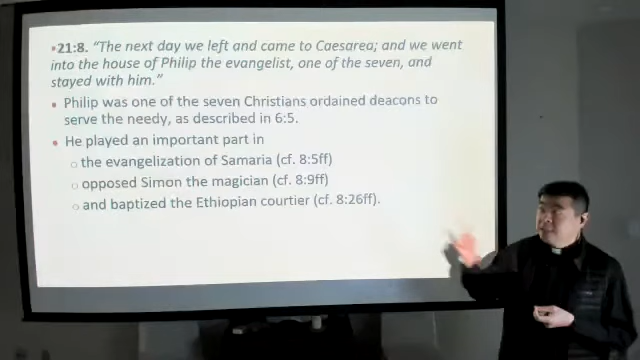 ▪21:8. "The next day we left and came to Caesarea; and we went
into the house of Philip the evangelist, one of the seven, and
stayed with him."
▪ Philip was one of the seven Christians ordained deacons to
serve the needy, as described in 6:5.
▪ He played an important part in
o the evangelization of Samaria (cf. 8:5ff)
o opposed Simon the magician (cf. 8:9ff)
o and baptized the Ethiopian courtier (cf. 8:26ff).